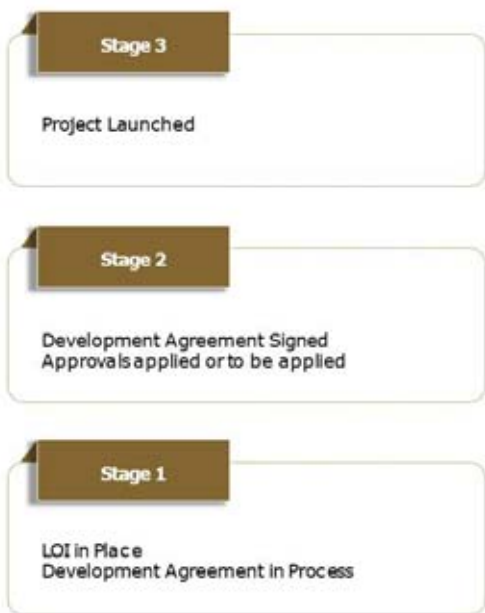 Stage 3
Project Launched
Stage 2
Development Agreement Signed
Approvals applied or to be applied
Stage 1
LOI in Place
Development Agreement in Process